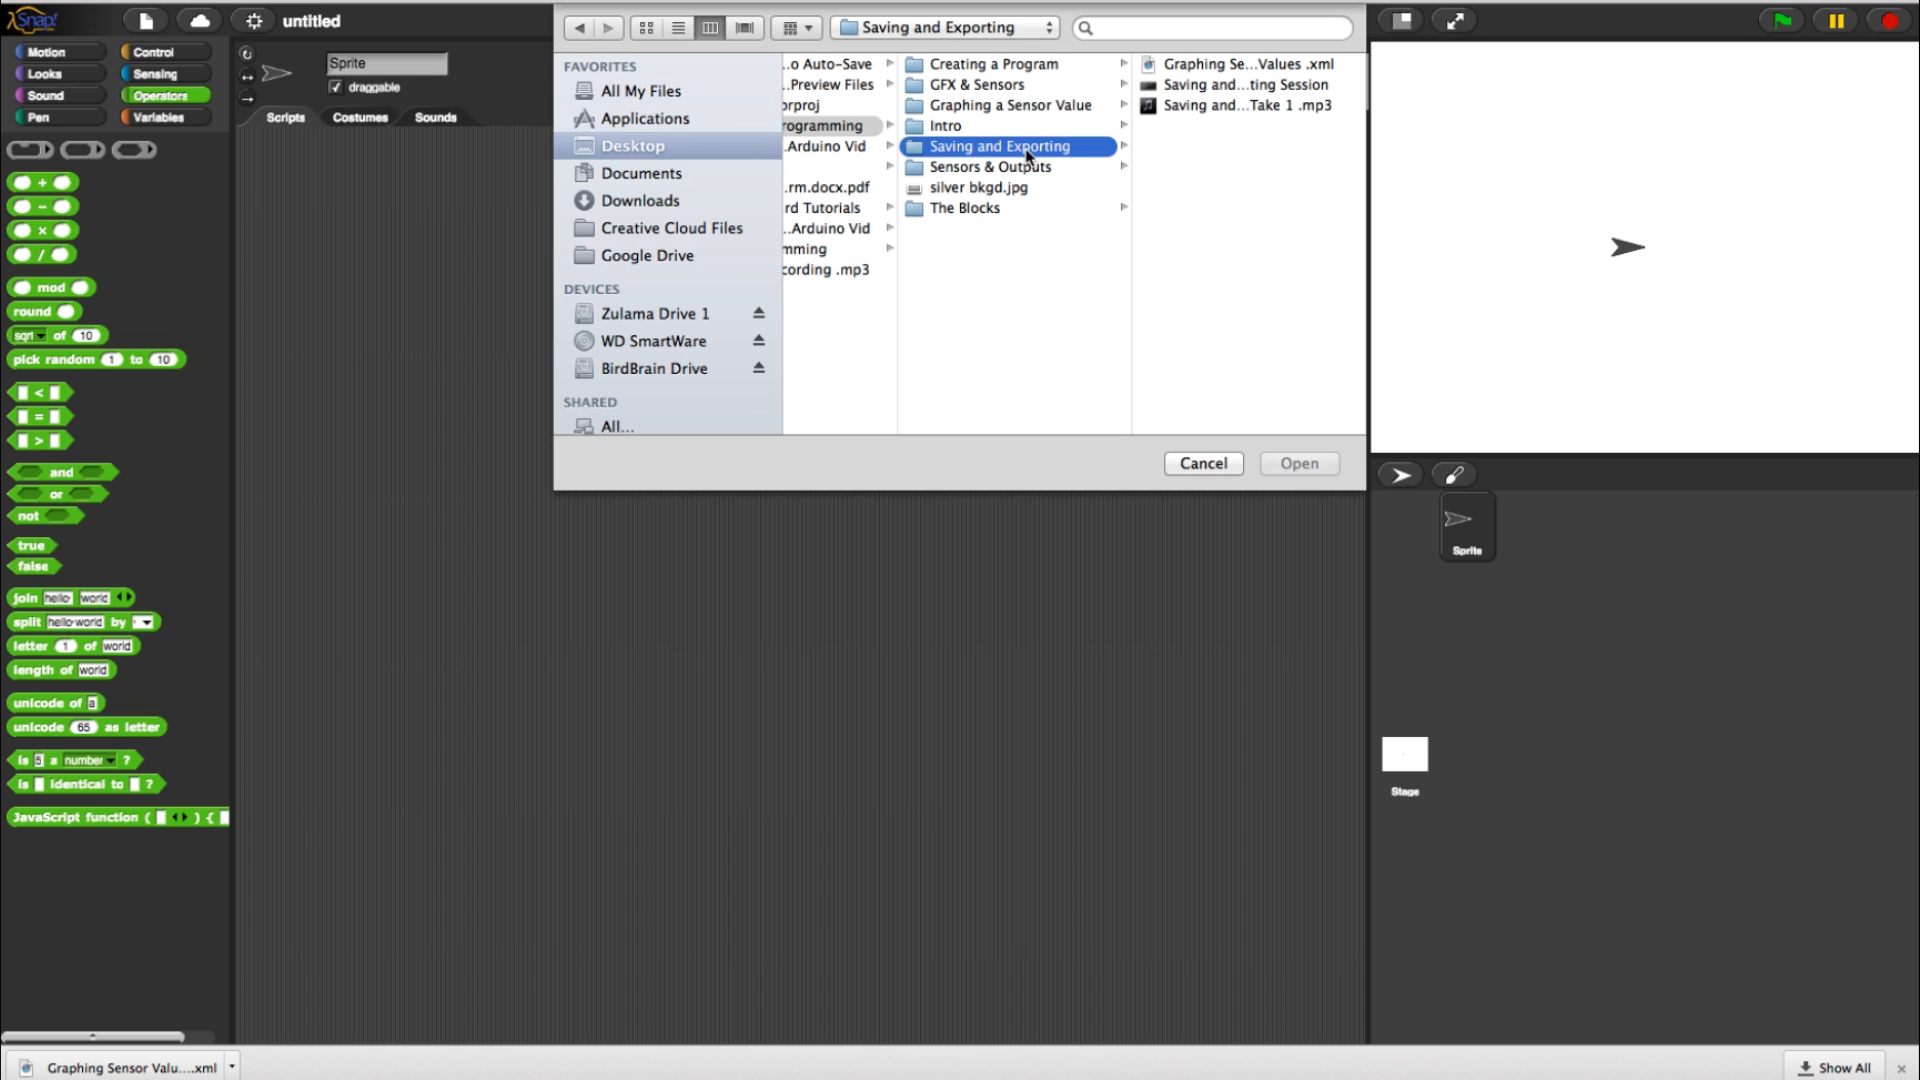 Snap!
untitled
Motion
Control
Looks
Sensing
Sound
Operators
Pen
Variables
+
-
×
/
mod
round
sqrt of 10
pick random 1 to 10
<
=
>
and
or
not
true
false
join hello world
split hello world by
letter 1 of world
length of world
unicode of a
unicode 65 as letter
is 5 a number ?
is identical to ?
JavaScript function ( ) {
Sprite
draggable
Scripts
Costumes
Sounds
Saving and Exporting
FAVORITES
All My Files
Applications
Desktop
Documents
Downloads
Creative Cloud Files
Google Drive
DEVICES
Zulama Drive 1
WD SmartWare
BirdBrain Drive
SHARED
All...
...o Auto-Save
...Preview Files
orproj
rogramming
...Arduino Vid
...rm.docx.pdf
rd Tutorials
...Arduino Vid
mming
cording .mp3
Creating a Program
GFX & Sensors
Graphing a Sensor Value
Intro
Saving and Exporting
Sensors & Outputs
silver bkgd.jpg
The Blocks
Graphing Se...Values .xml
Saving and...ting Session
Saving and...Take 1 .mp3
Cancel
Open
Sprite
Stage
Graphing Sensor Valu....xml
Show All